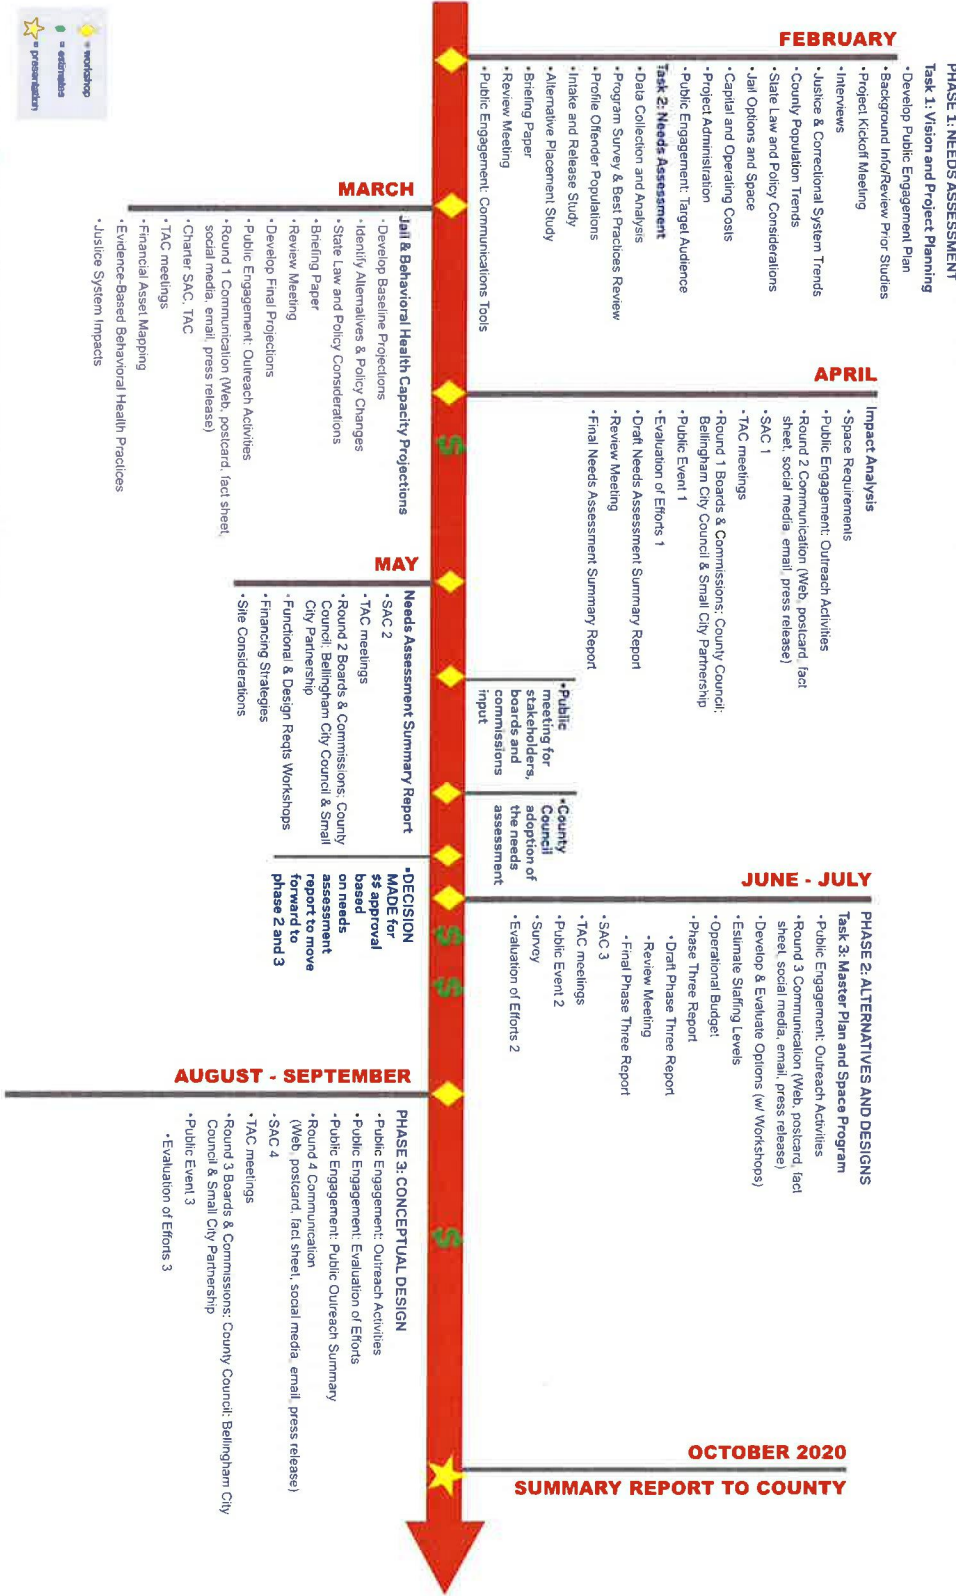 PHASE 1: NEEDS ASSESSMENT
FEBRUARY
Task 1: Vision and Project Planning
•Develop Public Engagement Plan
•Background Info/Review Prior Studies
•Project Kickoff Meeting
•Interviews
•Justice & Correctional System Trends
•County Population Trends
•State Law and Policy Considerations
•Jail Options and Space
•Capital and Operating Costs
•Project Administration
•Public Engagement: Target Audience
Task 2: Needs Assessment
•Data Collection and Analysis
•Program Survey & Best Practices Review
•Profile Offender Populations
•Intake and Release Study
•Alternative Placement Study
•Briefing Paper
•Review Meeting
•Public Engagement: Communications Tools
MARCH
Jail & Behavioral Health Capacity Projections
•Develop Baseline Projections
•Identify Alternatives & Policy Changes
•State Law and Policy Considerations
•Briefing Paper
•Review Meeting
•Develop Final Projections
•Public Engagement: Outreach Activities
•Round 1 Communication (Web, postcard, fact sheet,
social media, email, press release)
•Charter SAC, TAC
•TAC meetings
•Financial Asset Mapping
•Evidence-Based Behavioral Health Practices
•Justice System Impacts
APRIL
Impact Analysis
•Space Requirements
•Public Engagement: Outreach Activities
•Round 2 Communication (Web, postcard, fact
sheet, social media, email, press release)
•SAC 1
•TAC meetings
•Round 1 Boards & Commissions; County Council;
Bellingham City Council & Small City Partnership
•Public Event 1
•Evaluation of Efforts 1
•Draft Needs Assessment Summary Report
•Review Meeting
•Final Needs Assessment Summary Report
$
MAY
Needs Assessment Summary Report
•SAC 2
•TAC meetings
•Round 2 Boards & Commissions; County
Council; Bellingham City Council & Small
City Partnership
•Functional & Design Reqts Workshops
•Financing Strategies
•Site Considerations
•Public
meeting for
stakeholders,
boards and
commissions
input
•County
Council
adoption of
the needs
assessment
•DECISION
MADE for
$$ approval
based
on needs
assessment
report to move
forward to
phase 2 and 3
JUNE - JULY
PHASE 2: ALTERNATIVES AND DESIGNS
Task 3: Master Plan and Space Program
•Public Engagement: Outreach Activities
•Round 3 Communication (Web, postcard, fact
sheet, social media, email, press release)
•Develop & Evaluate Options (w/ Workshops)
•Estimate Staffing Levels
•Operational Budget
•Phase Three Report
•Draft Phase Three Report
•Review Meeting
•Final Phase Three Report
•SAC 3
•TAC meetings
•Public Event 2
•Survey
•Evaluation of Efforts 2
$
$
AUGUST - SEPTEMBER
PHASE 3: CONCEPTUAL DESIGN
•Public Engagement: Outreach Activities
•Public Engagement: Evaluation of Efforts
•Public Engagement: Public Outreach Summary
•Round 4 Communication
(Web, postcard, fact sheet, social media, email, press release)
•SAC 4
•TAC meetings
•Round 3 Boards & Commissions; County Council; Bellingham City
Council & Small City Partnership
•Public Event 3
•Evaluation of Efforts 3
$
OCTOBER 2020
SUMMARY REPORT TO COUNTY
= workshop
= estimates
= presentation